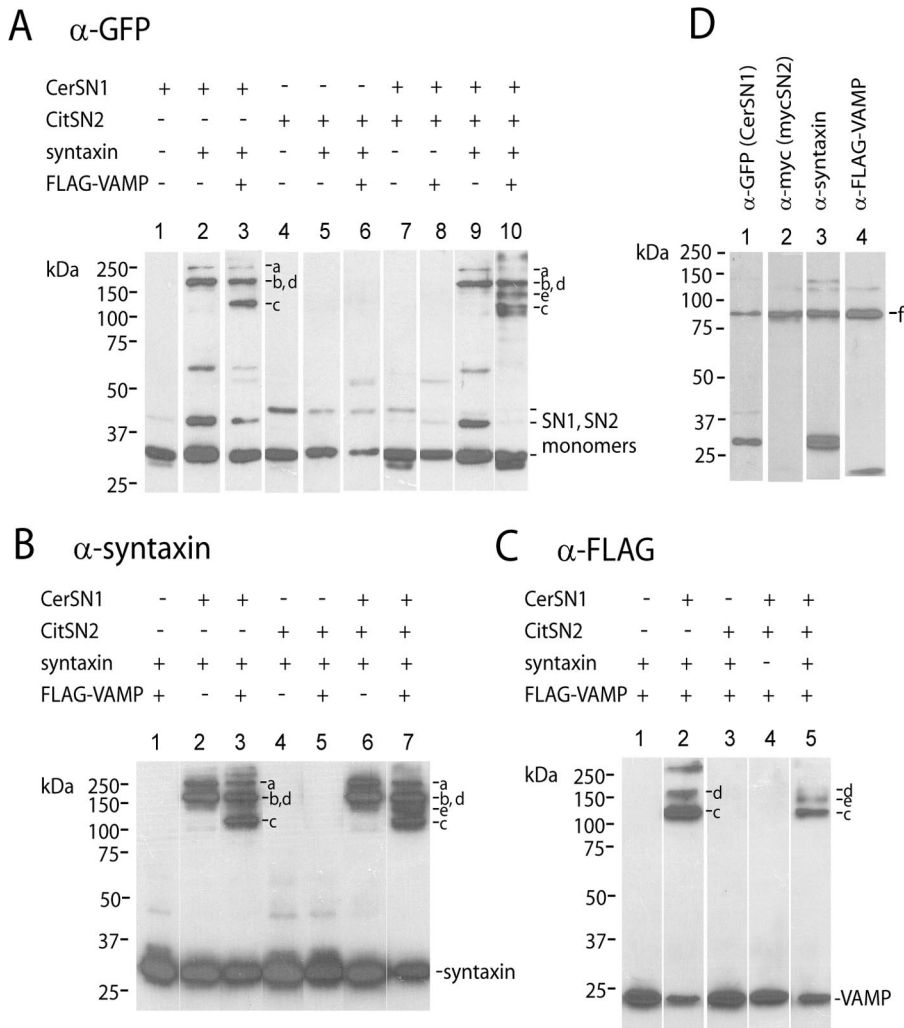 A α-GFP
CerSN1 + + + - - - + + + +
CitSN2 - - - + + + + + + +
syntaxin - + + - + + - - + +
FLAG-VAMP - - + - - + - + - +
1 2 3 4 5 6 7 8 9 10
kDa
250
150
100
75
50
37
25
-a
-b, d
-c
-a
-b, d
-e
-c
SN1, SN2
monomers
D
α-GFP (CerSN1)
α-myc (mycSN2)
α-syntaxin
α-FLAG-VAMP
1 2 3 4
kDa
250
150
100
75
50
37
25
-f
B α-syntaxin
CerSN1 - + + - - + +
CitSN2 - - - + + + +
syntaxin + + + + + + +
FLAG-VAMP + - + - + - +
1 2 3 4 5 6 7
kDa
250
150
100
75
50
37
25
-a
-b,d
-c
-a
-b, d
-e
-c
-syntaxin
C α-FLAG
CerSN1 - + - + +
CitSN2 - - + + +
syntaxin + + + - +
FLAG-VAMP + + + + +
1 2 3 4 5
kDa
250
150
100
75
50
37
25
-d
-c
-d
-e
-c
-VAMP